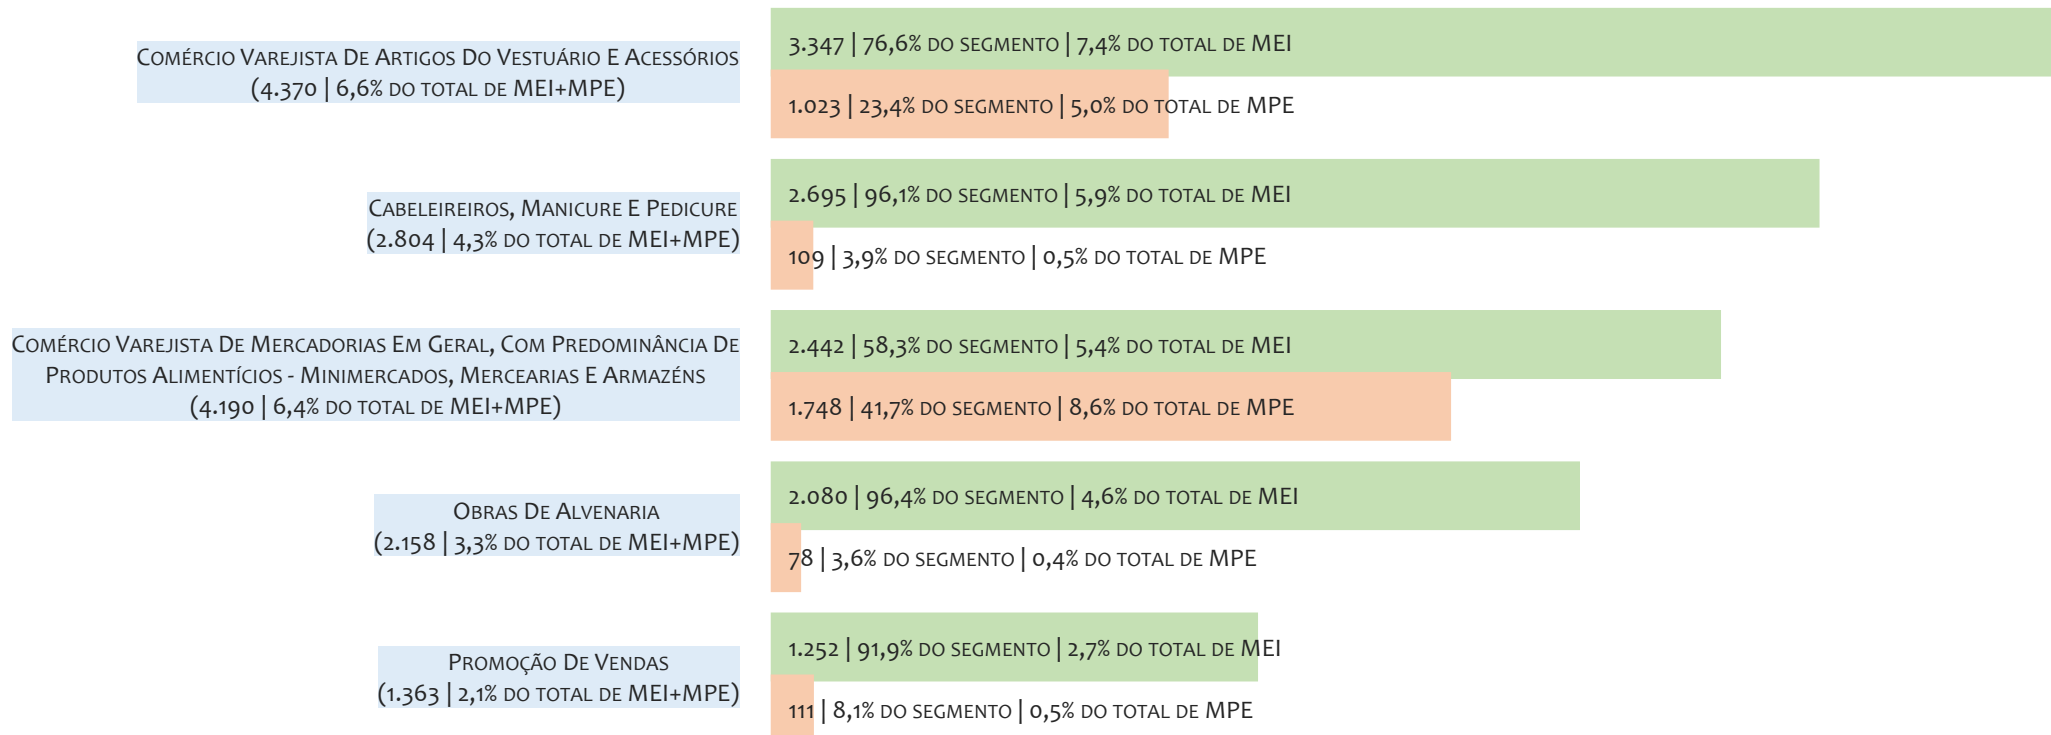 Comércio Varejista De Artigos Do Vestuário E Acessórios
(4.370 | 6,6% do total de MEI+MPE)
3.347 | 76,6% do segmento | 7,4% do total de MEI
1.023 | 23,4% do segmento | 5,0% do total de MPE
Cabeleireiros, Manicure E Pedicure
(2.804 | 4,3% do total de MEI+MPE)
2.695 | 96,1% do segmento | 5,9% do total de MEI
109 | 3,9% do segmento | 0,5% do total de MPE
Comércio Varejista De Mercadorias Em Geral, Com Predominância De
Produtos Alimentícios - Minimercados, Mercearias E Armazéns
(4.190 | 6,4% do total de MEI+MPE)
2.442 | 58,3% do segmento | 5,4% do total de MEI
1.748 | 41,7% do segmento | 8,6% do total de MPE
Obras De Alvenaria
(2.158 | 3,3% do total de MEI+MPE)
2.080 | 96,4% do segmento | 4,6% do total de MEI
78 | 3,6% do segmento | 0,4% do total de MPE
Promoção De Vendas
(1.363 | 2,1% do total de MEI+MPE)
1.252 | 91,9% do segmento | 2,7% do total de MEI
111 | 8,1% do segmento | 0,5% do total de MPE